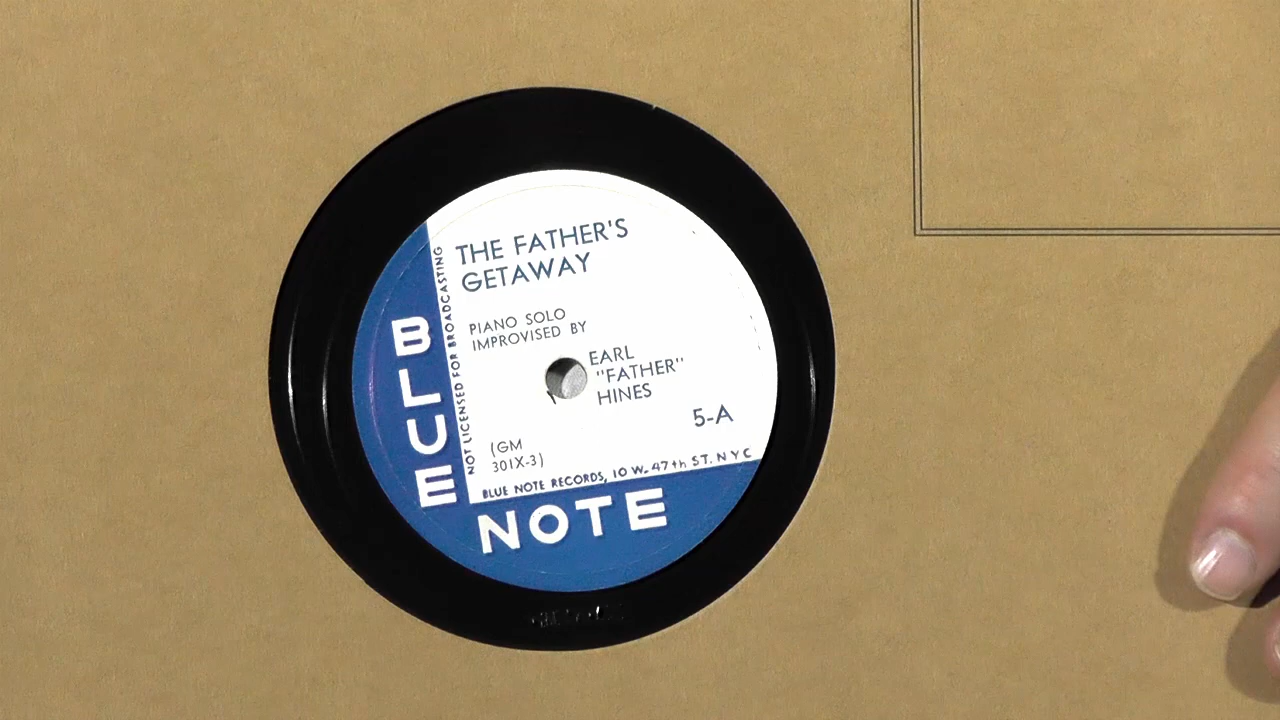 THE FATHER'S
GETAWAY
PIANO SOLO
IMPROVISED BY
EARL
"FATHER"
HINES
5-A
(GM
301X-3)
NOT LICENSED FOR BROADCASTING
BLUE NOTE RECORDS, 10 W. 47th ST. NYC
BLUE
NOTE